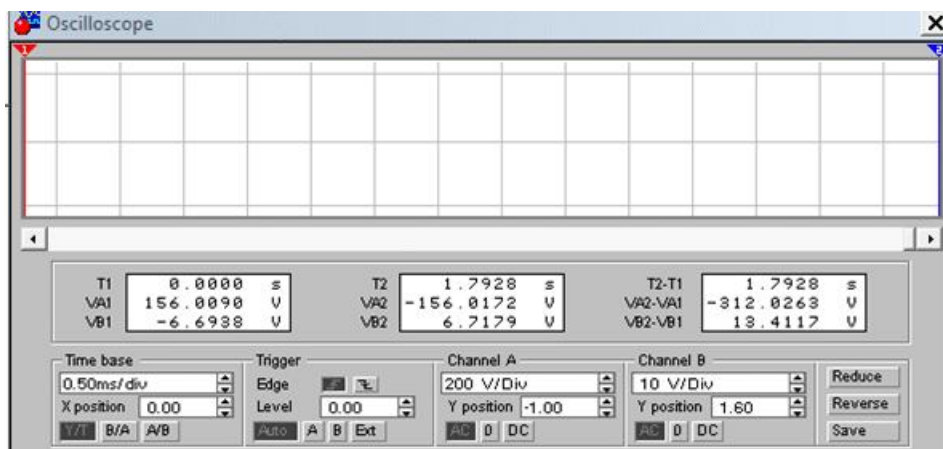 Oscilloscope
1 2
T1 0.0000 s T2 1.7928 s T2-T1 1.7928 s
VA1 156.0090 V VA2 -156.0172 V VA2-VA1 -312.0263 V
VB1 -6.6938 V VB2 6.7179 V VB2-VB1 13.4117 V
Time base Trigger Channel A Channel B
0.50ms/div Edge 200 V/Div 10 V/Div Reduce
X position 0.00 Level 0.00 Y position -1.00 Y position 1.60 Reverse
Y/T B/A A/B Auto A B Ext AC 0 DC AC 0 DC Save